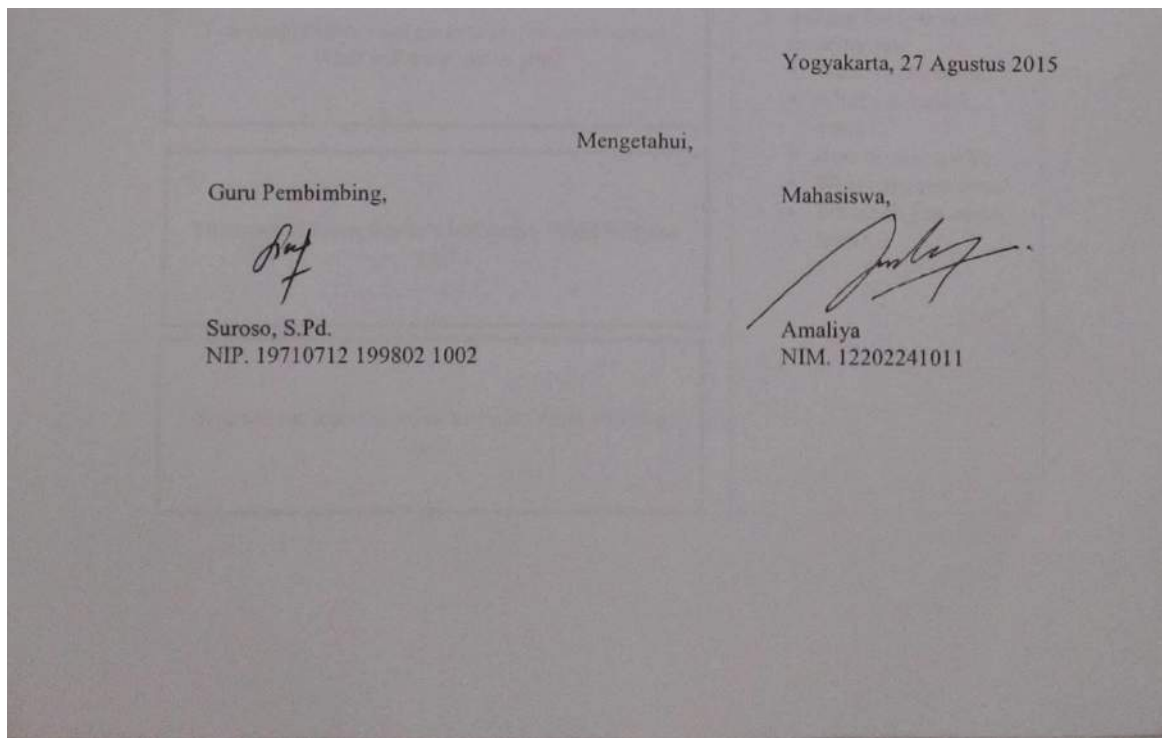 Yogyakarta, 27 Agustus 2015
Mengetahui,
Guru Pembimbing,
Mahasiswa,
Suroso, S.Pd.
NIP. 19710712 199802 1002
Amaliya
NIM. 12202241011